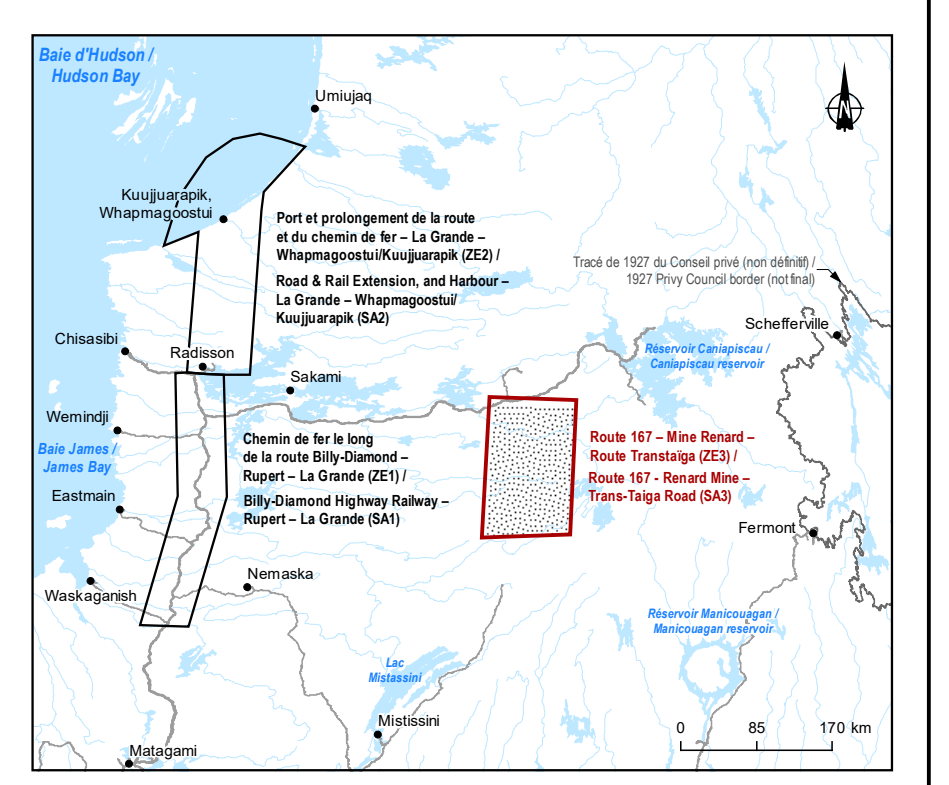 Baie d'Hudson /
Hudson Bay
Umiujaq
N
Kuujjuarapik,
Whapmagoostui
Port et prolongement de la route
et du chemin de fer – La Grande –
Whapmagoostui/Kuujjuarapik (ZE2) /
Road & Rail Extension, and Harbour –
La Grande – Whapmagoostui/
Kuujjuarapik (SA2)
Tracé de 1927 du Conseil privé (non définitif) /
1927 Privy Council border (not final)
Schefferville
Chisasibi
Radisson
Sakami
Réservoir Caniapiscau /
Caniapiscau reservoir
Wemindji
Baie James /
James Bay
Chemin de fer le long
de la route Billy-Diamond –
Rupert – La Grande (ZE1) /
Billy-Diamond Highway Railway –
Rupert – La Grande (SA1)
Route 167 – Mine Renard –
Route Transtaïga (ZE3) /
Route 167 - Renard Mine –
Trans-Taiga Road (SA3)
Eastmain
Fermont
Nemaska
Waskaganish
Réservoir Manicouagan /
Manicouagan reservoir
Lac
Mistassini
Mistissini
0 85 170 km
Matagami